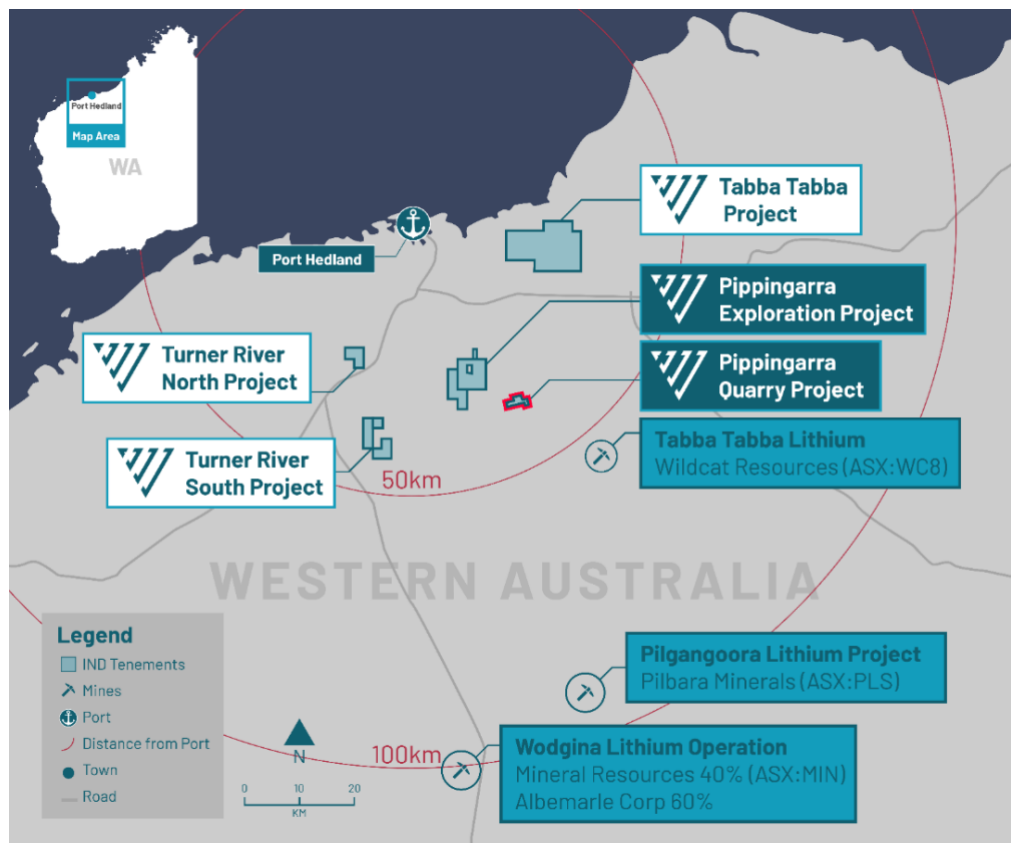 Port Hedland
Map Area
WA
Port Hedland
Tabba Tabba
Project
Pippingarra
Exploration Project
Pippingarra
Quarry Project
Turner River
North Project
Turner River
South Project
Tabba Tabba Lithium
Wildcat Resources (ASX:WC8)
50km
WESTERN AUSTRALIA
Pilgangoora Lithium Project
Pilbara Minerals (ASX:PLS)
Wodgina Lithium Operation
Mineral Resources 40% (ASX:MIN)
Albemarle Corp 60%
100km
Legend
IND Tenements
Mines
Port
Distance from Port
Town
Road
N
0 10 20
KM